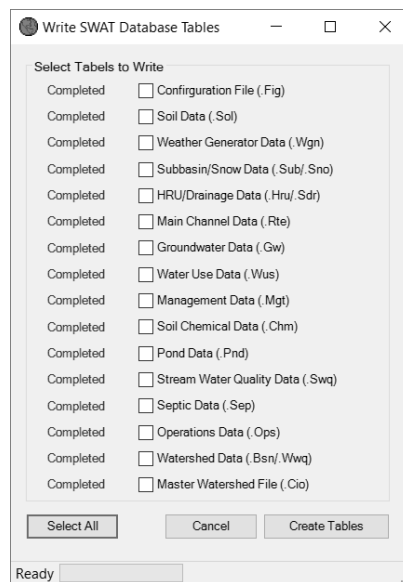 Write SWAT Database Tables
Select Tabels to Write
Completed Confirguration File (.Fig)
Completed Soil Data (.Sol)
Completed Weather Generator Data (.Wgn)
Completed Subbasin/Snow Data (.Sub/.Sno)
Completed HRU/Drainage Data (.Hru/.Sdr)
Completed Main Channel Data (.Rte)
Completed Groundwater Data (.Gw)
Completed Water Use Data (.Wus)
Completed Management Data (.Mgt)
Completed Soil Chemical Data (.Chm)
Completed Pond Data (.Pnd)
Completed Stream Water Quality Data (.Swq)
Completed Septic Data (.Sep)
Completed Operations Data (.Ops)
Completed Watershed Data (.Bsn/.Wwq)
Completed Master Watershed File (.Cio)
Select All Cancel Create Tables
Ready